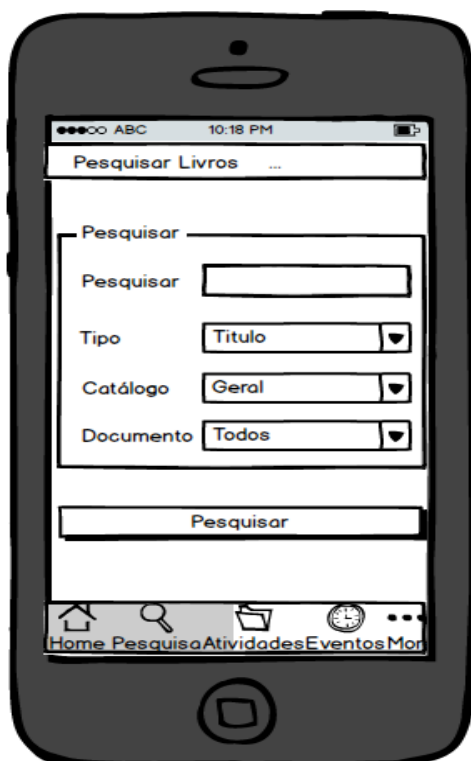 ABC 10:18 PM
Pesquisar Livros ...
Pesquisar
Pesquisar
Tipo Titulo
Catálogo Geral
Documento Todos
Pesquisar
Home Pesquisa Atividades Eventos Mor